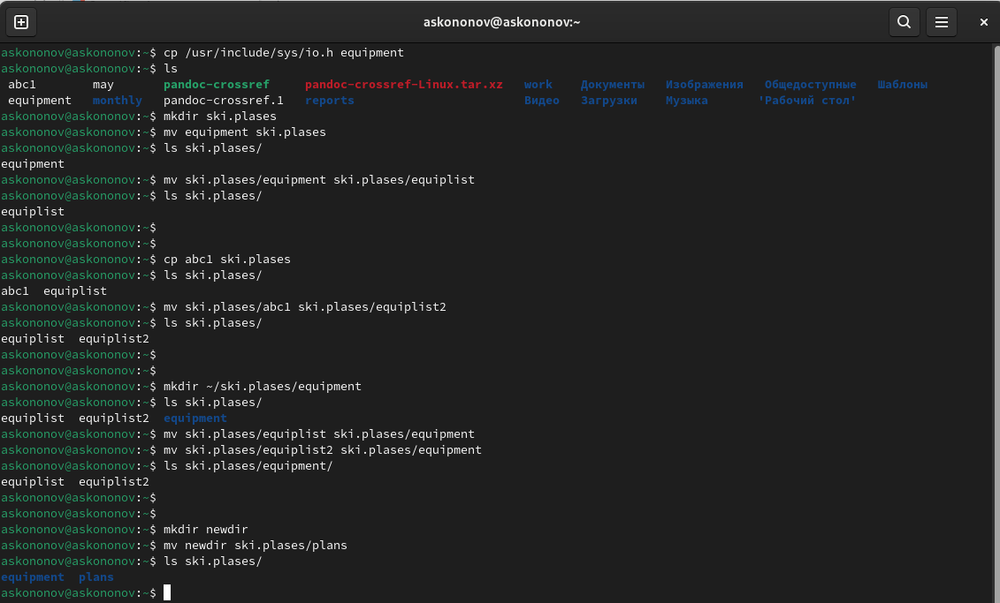 askononov@askononov:~
askononov@askononov:~$ cp /usr/include/sys/io.h equipment
askononov@askononov:~$ ls
abc1 may pandoc-crossref pandoc-crossref-Linux.tar.xz work Документы Изображения Общедоступные Шаблоны
equipment monthly pandoc-crossref.1 reports Видео Загрузки Музыка 'Рабочий стол'
askononov@askononov:~$ mkdir ski.plases
askononov@askononov:~$ mv equipment ski.plases
askononov@askononov:~$ ls ski.plases/
equipment
askononov@askononov:~$ mv ski.plases/equipment ski.plases/equiplist
askononov@askononov:~$ ls ski.plases/
equiplist
askononov@askononov:~$
askononov@askononov:~$
askononov@askononov:~$ cp abc1 ski.plases
askononov@askononov:~$ ls ski.plases/
abc1 equiplist
askononov@askononov:~$ mv ski.plases/abc1 ski.plases/equiplist2
askononov@askononov:~$ ls ski.plases/
equiplist equiplist2
askononov@askononov:~$
askononov@askononov:~$
askononov@askononov:~$ mkdir ~/ski.plases/equipment
askononov@askononov:~$ ls ski.plases/
equiplist equiplist2 equipment
askononov@askononov:~$ mv ski.plases/equiplist ski.plases/equipment
askononov@askononov:~$ mv ski.plases/equiplist2 ski.plases/equipment
askononov@askononov:~$ ls ski.plases/equipment/
equiplist equiplist2
askononov@askononov:~$
askononov@askononov:~$
askononov@askononov:~$ mkdir newdir
askononov@askononov:~$ mv newdir ski.plases/plans
askononov@askononov:~$ ls ski.plases/
equipment plans
askononov@askononov:~$